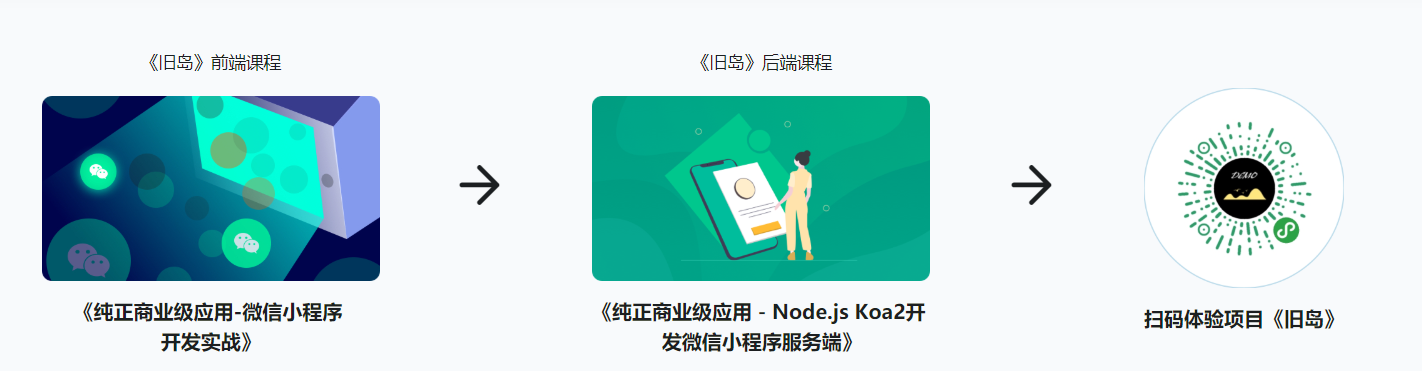 《旧岛》前端课程
《纯正商业级应用-微信小程序
开发实战》
《旧岛》后端课程
《纯正商业级应用 - Node.js Koa2开
发微信小程序服务端》
DEMO
扫码体验项目《旧岛》